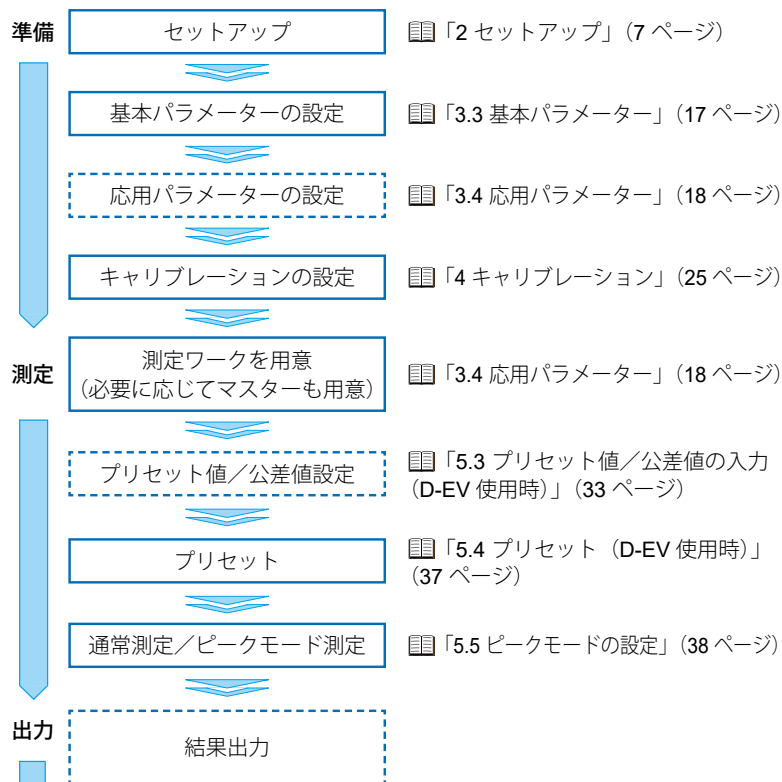 準備
セットアップ
「2 セットアップ」(7 ページ)
基本パラメーターの設定
「3.3 基本パラメーター」(17 ページ)
応用パラメーターの設定
「3.4 応用パラメーター」(18 ページ)
キャリブレーションの設定
「4 キャリブレーション」(25 ページ)
測定
測定ワークを用意
(必要に応じてマスターも用意)
「3.4 応用パラメーター」(18 ページ)
プリセット値／公差値設定
「5.3 プリセット値／公差値の入力
(D-EV 使用時)」(33 ページ)
プリセット
「5.4 プリセット (D-EV 使用時)」
(37 ページ)
通常測定／ピークモード測定
「5.5 ピークモードの設定」(38 ページ)
出力
結果出力